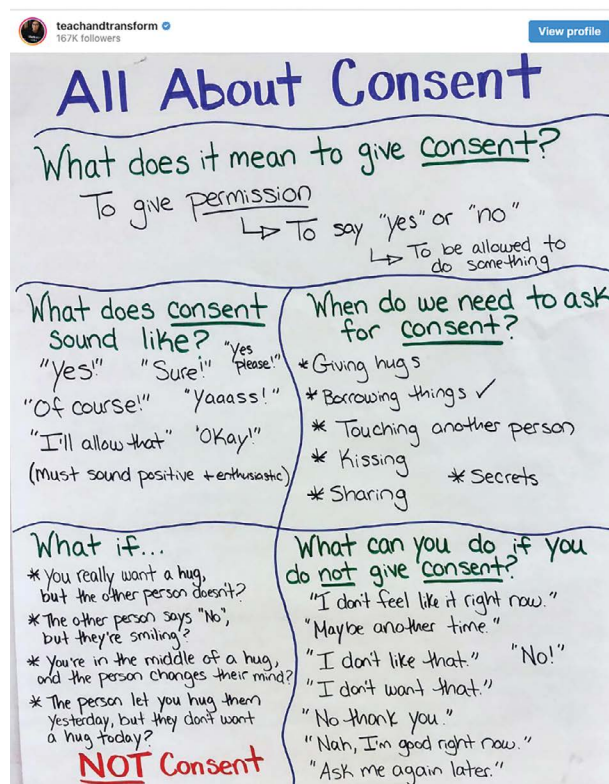 teachandtransform
167K followers
View profile
All About Consent
What does it mean to give consent?
To give permission
To say "yes" or "no"
To be allowed to
do something
What does consent
sound like?
"Yes!" "Sure!" "Yes
please!"
"Of course!" "Yaaass!"
"I'll allow that" "Okay!"
(Must sound positive + enthusiastic)
When do we need to ask
for consent?
* Giving hugs
* Borrowing things ✓
* Touching another person
* Kissing
* Secrets
* Sharing
What if...
* You really want a hug,
but the other person doesn't?
* The other person says "No",
but they're smiling?
* You're in the middle of a hug,
and the person changes their mind?
* The person let you hug them
yesterday, but they don't want
a hug today?
NOT Consent
What can you do if you
do not give consent?
"I don't feel like it right now."
"Maybe another time."
"I don't like that." "No!"
"I don't want that."
"No thank you."
"Nah, I'm good right now."
"Ask me again later."